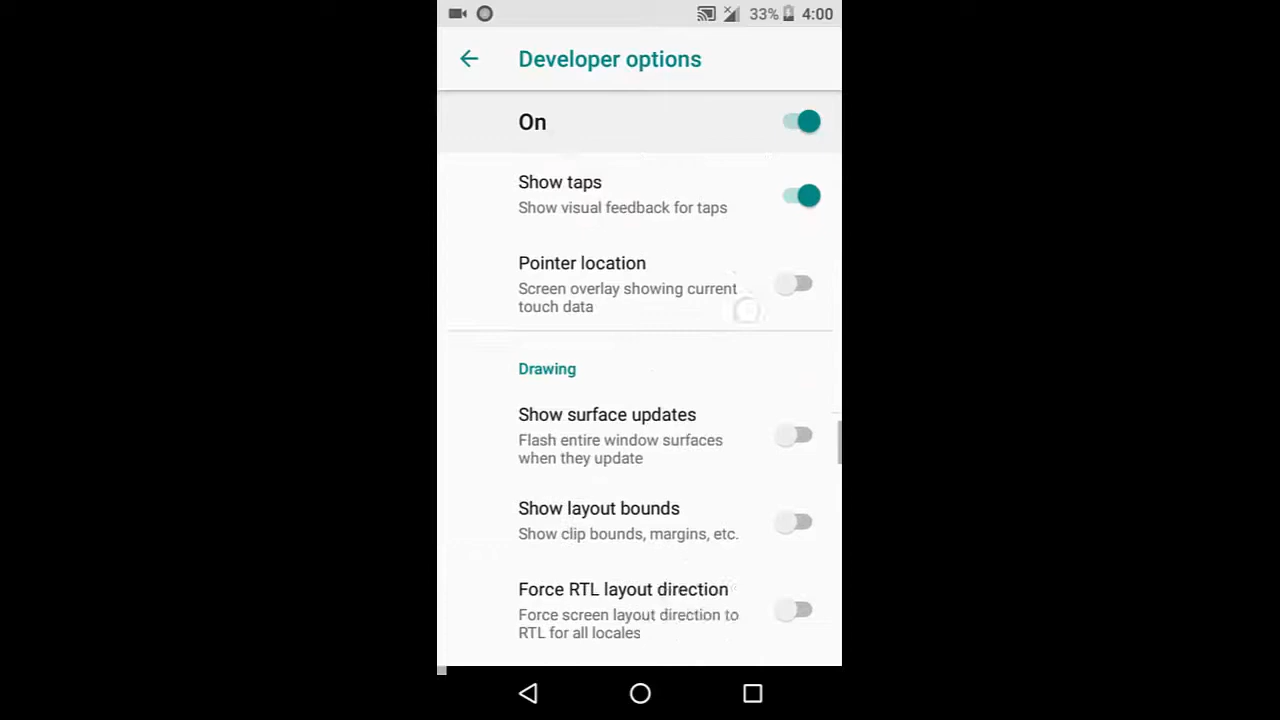 33% 4:00
Developer options
On
Show taps
Show visual feedback for taps
Pointer location
Screen overlay showing current
touch data
Drawing
Show surface updates
Flash entire window surfaces
when they update
Show layout bounds
Show clip bounds, margins, etc.
Force RTL layout direction
Force screen layout direction to
RTL for all locales